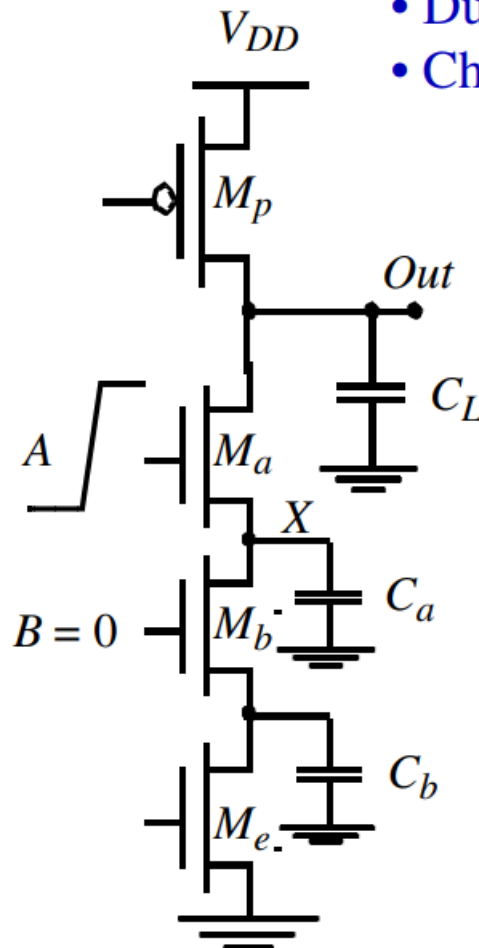 V_DD
• Du
• Ch
M_p
Out
C_L
A
M_a
X
C_a
B = 0
M_b
C_b
M_e